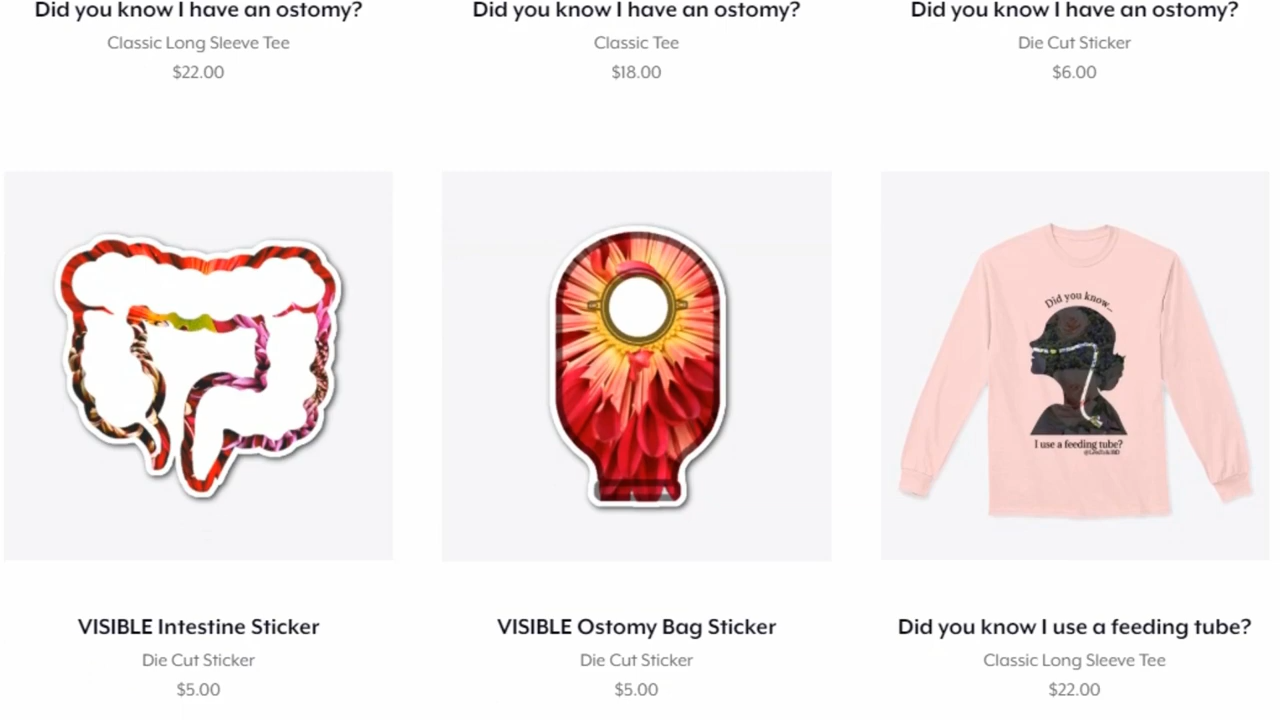 Did you know I have an ostomy?
Classic Long Sleeve Tee
$22.00
Did you know I have an ostomy?
Classic Tee
$18.00
Did you know I have an ostomy?
Die Cut Sticker
$6.00
Did you know...
I use a feeding tube?
VISIBLE Intestine Sticker
Die Cut Sticker
$5.00
VISIBLE Ostomy Bag Sticker
Die Cut Sticker
$5.00
Did you know I use a feeding tube?
Classic Long Sleeve Tee
$22.00